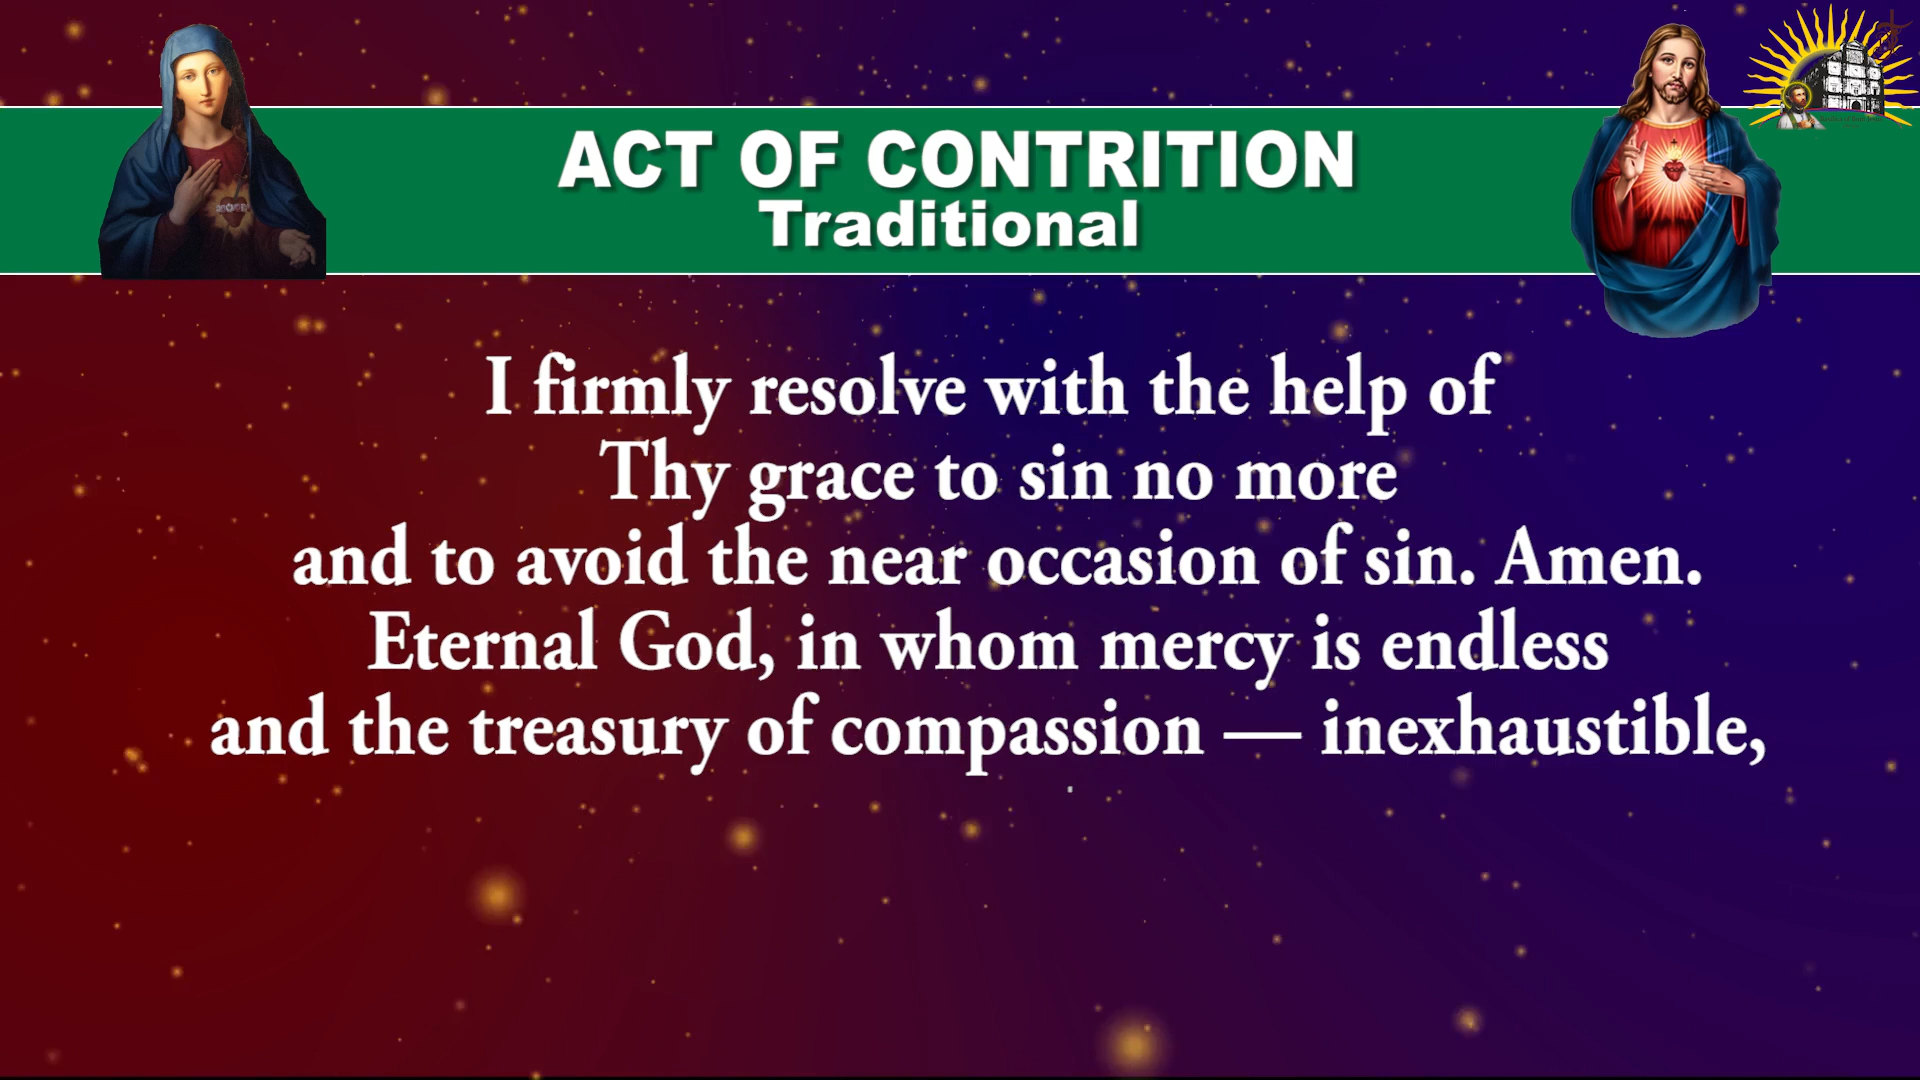 ACT OF CONTRITION
Traditional
I firmly resolve with the help of
Thy grace to sin no more
and to avoid the near occasion of sin. Amen.
Eternal God, in whom mercy is endless
and the treasury of compassion — inexhaustible,